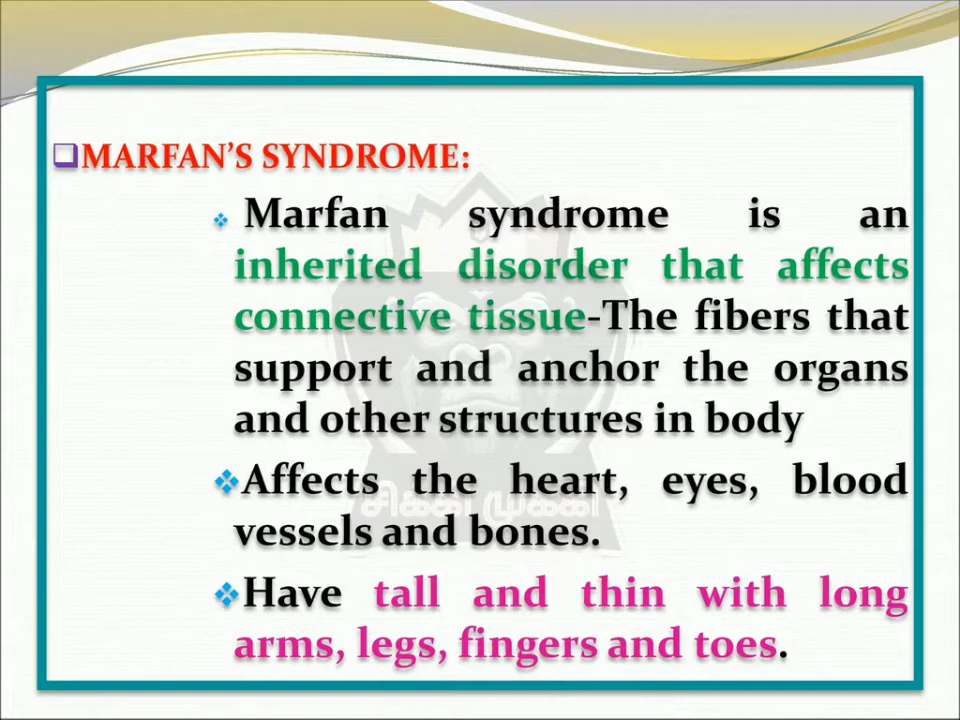 MARFAN’S SYNDROME:
Marfan syndrome is an
inherited disorder that affects
connective tissue-The fibers that
support and anchor the organs
and other structures in body
Affects the heart, eyes, blood
சிக்கி முக்கி
vessels and bones.
Have tall and thin with long
arms, legs, fingers and toes.